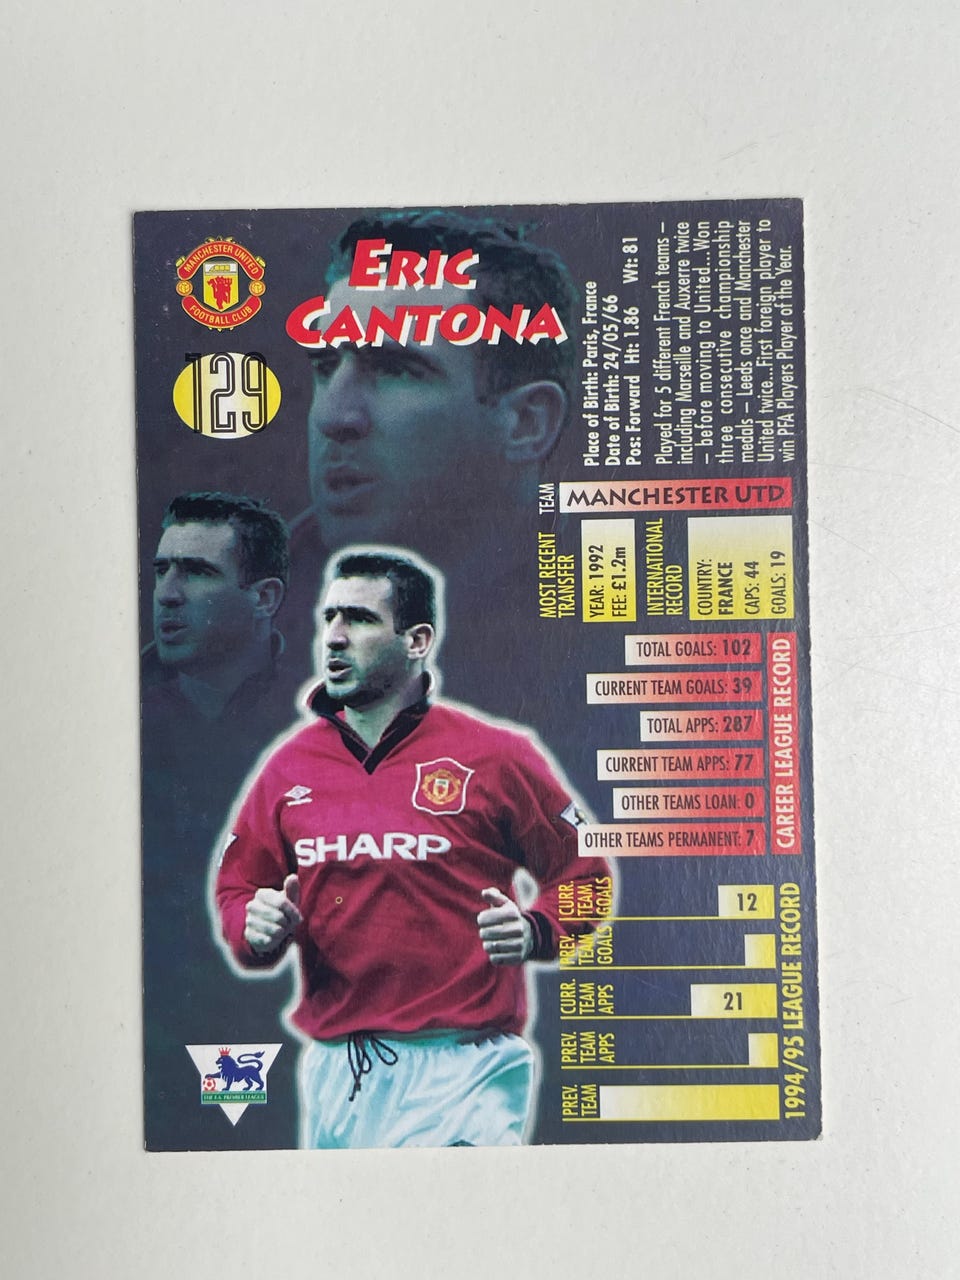 MANCHESTER UNITED
FOOTBALL CLUB
129
ERIC
CANTONA
SHARP
THE F.A. PREMIER LEAGUE
Place of Birth: Paris, France
Date of Birth: 24/05/66
Pos: Forward Ht: 1.86 Wt: 81
Played for 5 different French teams –
including Marseille and Auxerre twice
– before moving to United...Won
three consecutive championship
medals – Leeds once and Manchester
United twice...First foreign player to
win PFA Players Player of the Year.
TEAM
MANCHESTER UTD
MOST RECENT
TRANSFER
YEAR: 1992
FEE: £1.2m
INTERNATIONAL
RECORD
COUNTRY:
FRANCE
CAPS: 44
GOALS: 19
TOTAL GOALS: 102
CURRENT TEAM GOALS: 39
TOTAL APPS: 287
CURRENT TEAM APPS: 77
OTHER TEAMS LOAN: 0
OTHER TEAMS PERMANENT: 7
CAREER LEAGUE RECORD
CURR.
TEAM
GOALS
12
PREV.
TEAM
GOALS
CURR.
TEAM
APPS
21
PREV.
TEAM
APPS
PREV.
TEAM
1994/95 LEAGUE RECORD